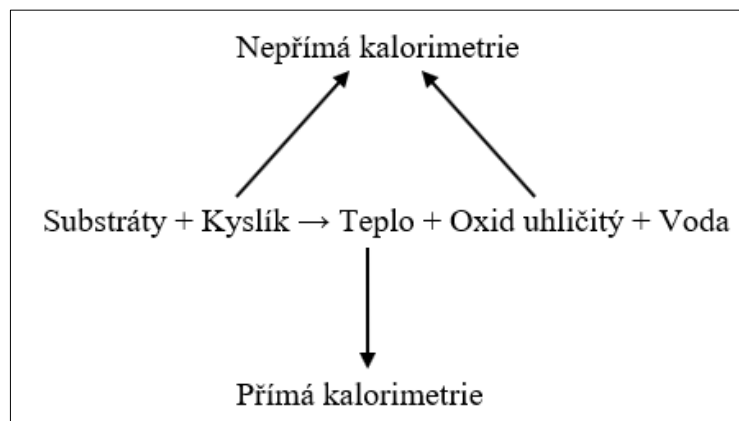 Nepřímá kalorimetrie
Substráty + Kyslík → Teplo + Oxid uhličitý + Voda
Přímá kalorimetrie